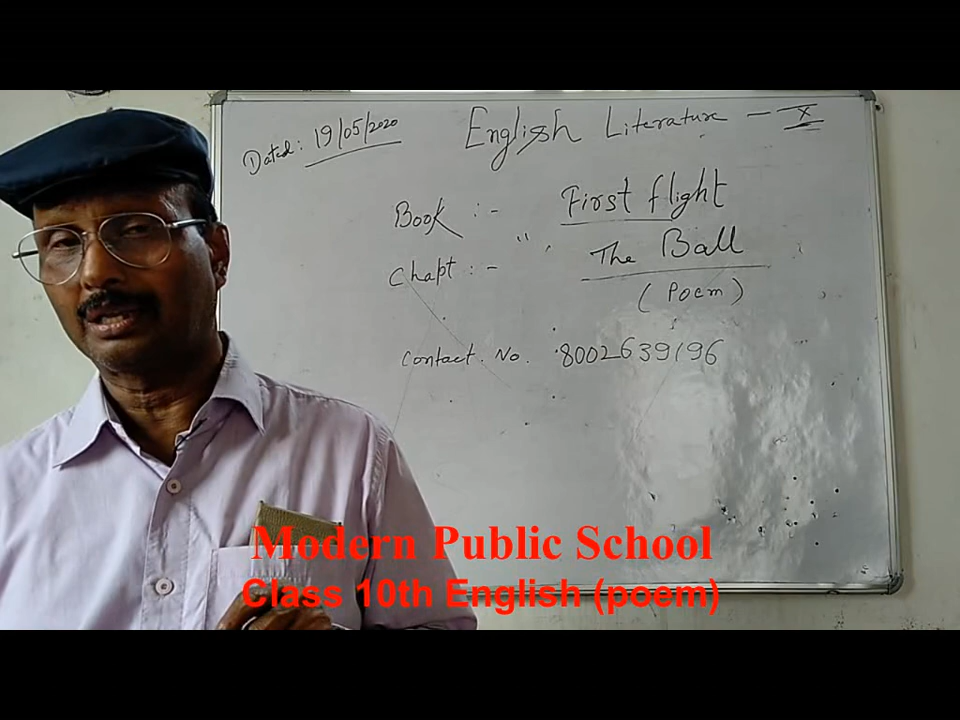 Dated: 19/05/2020
English Literature - X
Book :- First flight
Chapt :- " The Ball
(Poem)
Contact. No. 8002639196
Modern Public School
Class 10th English (poem)